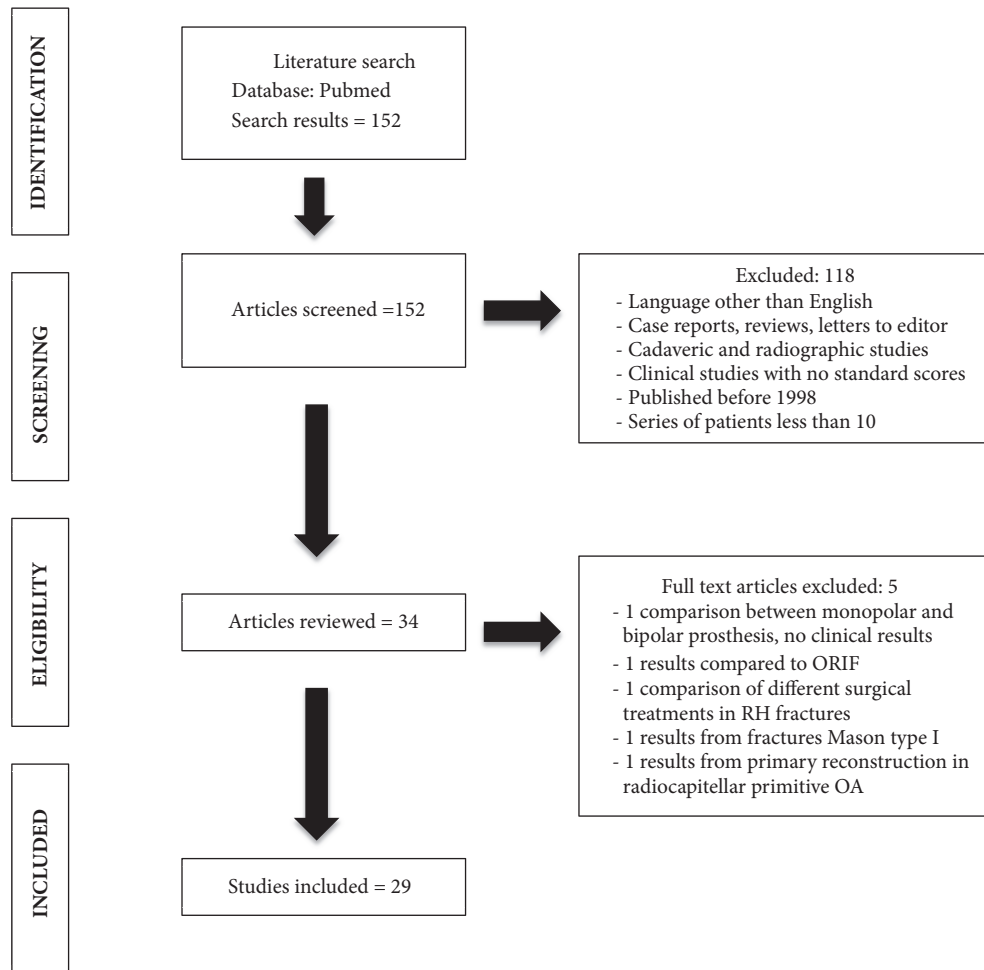 IDENTIFICATION
Literature search
Database: Pubmed
Search results = 152
SCREENING
Articles screened =152
Excluded: 118
- Language other than English
- Case reports, reviews, letters to editor
- Cadaveric and radiographic studies
- Clinical studies with no standard scores
- Published before 1998
- Series of patients less than 10
ELIGIBILITY
Articles reviewed = 34
Full text articles excluded: 5
- 1 comparison between monopolar and
bipolar prosthesis, no clinical results
- 1 results compared to ORIF
- 1 comparison of different surgical
treatments in RH fractures
- 1 results from fractures Mason type I
- 1 results from primary reconstruction in
radiocapitellar primitive OA
INCLUDED
Studies included = 29